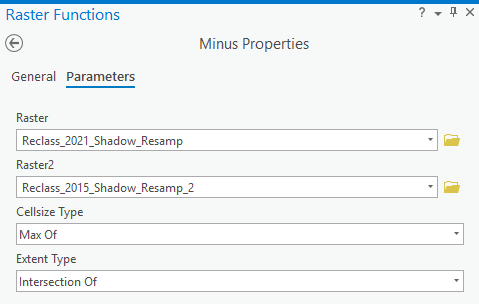 Raster Functions
Minus Properties
General Parameters
Raster
Reclass_2021_Shadow_Resamp
Raster2
Reclass_2015_Shadow_Resamp_2
Cellsize Type
Max Of
Extent Type
Intersection Of